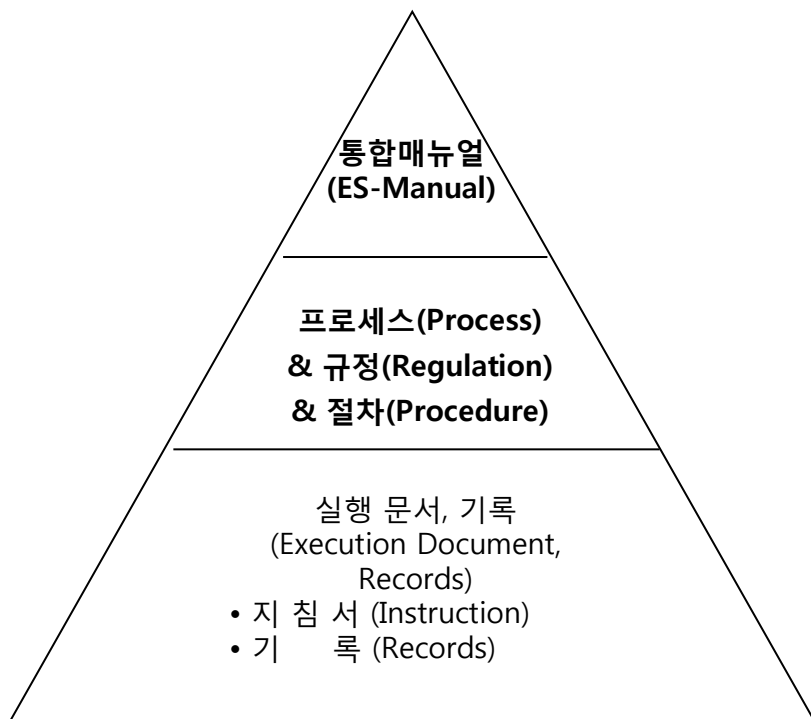 통합매뉴얼
(ES-Manual)
프로세스(Process)
& 규정(Regulation)
& 절차(Procedure)
실행 문서, 기록
(Execution Document,
Records)
• 지 침 서 (Instruction)
• 기 록 (Records)